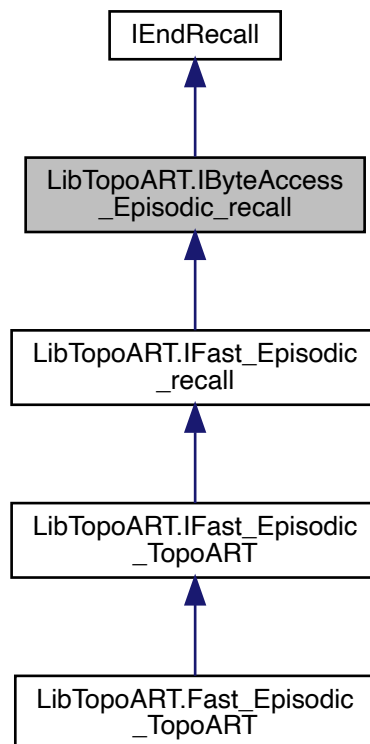 IEndRecall
LibTopoART.IByteAccess
_Episodic_recall
LibTopoART.IFast_Episodic
_recall
LibTopoART.IFast_Episodic
_TopoART
LibTopoART.Fast_Episodic
_TopoART